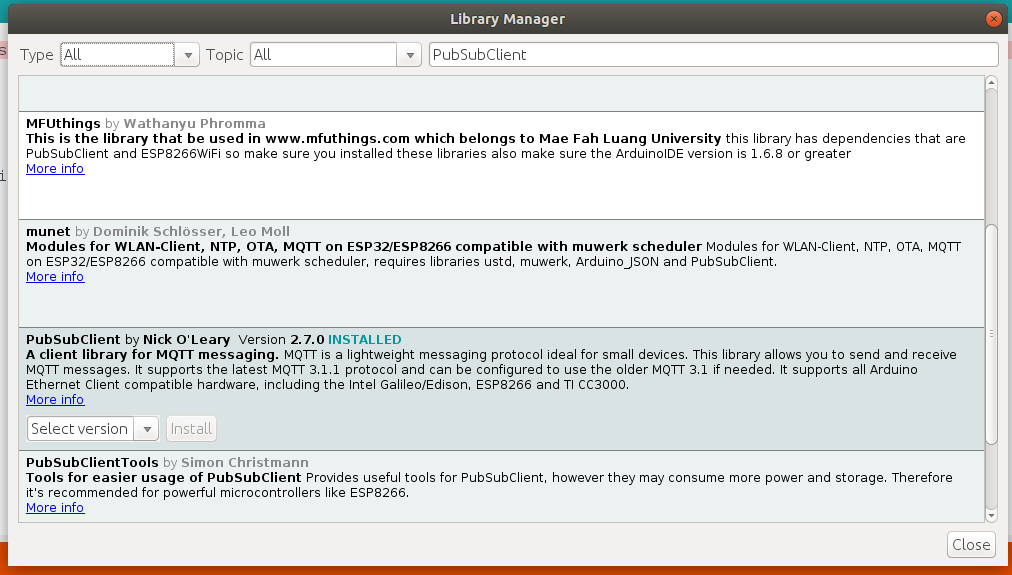 Library Manager
Type All Topic All PubSubClient
MFUthings by Wathanyu Phromma
This is the library that be used in www.mfuthings.com which belongs to Mae Fah Luang University this library has dependencies that are
PubSubClient and ESP8266WiFi so make sure you installed these libraries also make sure the ArduinoIDE version is 1.6.8 or greater
More info
munet by Dominik Schlösser, Leo Moll
Modules for WLAN-Client, NTP, OTA, MQTT on ESP32/ESP8266 compatible with muwerk scheduler Modules for WLAN-Client, NTP, OTA, MQTT
on ESP32/ESP8266 compatible with muwerk scheduler, requires libraries ustd, muwerk, Arduino_JSON and PubSubClient.
More info
PubSubClient by Nick O'Leary Version 2.7.0 INSTALLED
A client library for MQTT messaging. MQTT is a lightweight messaging protocol ideal for small devices. This library allows you to send and receive
MQTT messages. It supports the latest MQTT 3.1.1 protocol and can be configured to use the older MQTT 3.1 if needed. It supports all Arduino
Ethernet Client compatible hardware, including the Intel Galileo/Edison, ESP8266 and TI CC3000.
More info
Select version Install
PubSubClientTools by Simon Christmann
Tools for easier usage of PubSubClient Provides useful tools for PubSubClient, however they may consume more power and storage. Therefore
it's recommended for powerful microcontrollers like ESP8266.
More info
Close